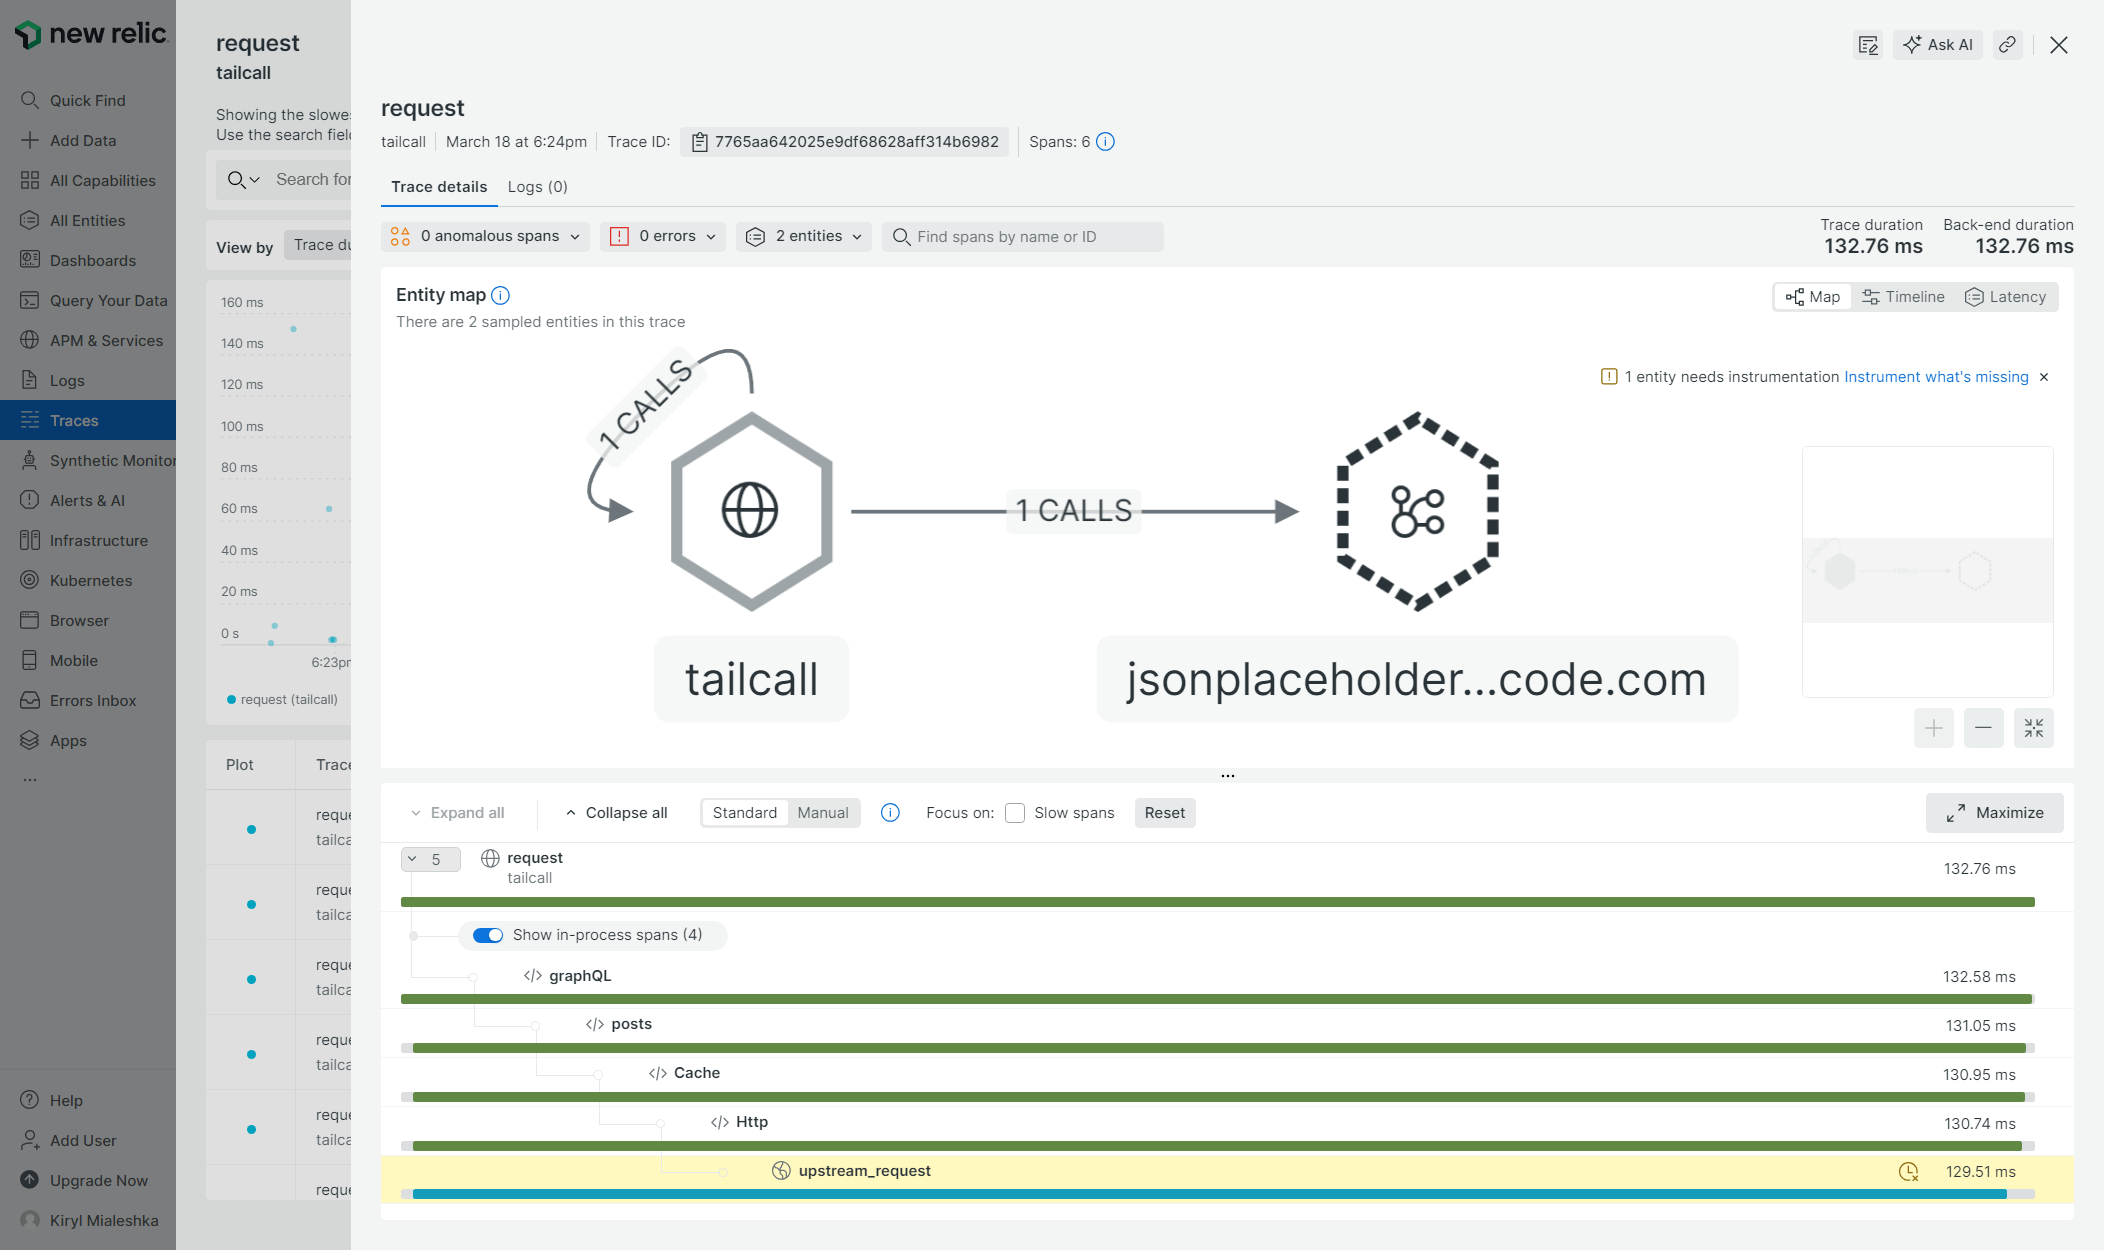 new relic
Quick Find
Add Data
All Capabilities
All Entities
Dashboards
Query Your Data
APM & Services
Logs
Traces
Synthetic Monitor
Alerts & AI
Infrastructure
Kubernetes
Browser
Mobile
Errors Inbox
Apps
...
Help
Add User
Upgrade Now
Kiryl Mialeshka
request
tailcall
Showing the slowe
Use the search field
Search for
View by
Trace du
160 ms
140 ms
120 ms
100 ms
80 ms
60 ms
40 ms
20 ms
0 s
6:23pm
request (tailcall)
Plot
Trace
reque
tailca
reque
tailca
reque
tailca
reque
tailca
reque
tailca
reque
Ask AI
request
tailcall
March 18 at 6:24pm
Trace ID:
7765aa642025e9df68628aff314b6982
Spans: 6
Trace details
Logs (0)
0 anomalous spans
0 errors
2 entities
Find spans by name or ID
Trace duration
132.76 ms
Back-end duration
132.76 ms
Entity map
There are 2 sampled entities in this trace
Map
Timeline
Latency
1 entity needs instrumentation Instrument what's missing
1 CALLS
1 CALLS
tailcall
jsonplaceholder...code.com
...
Expand all
Collapse all
Standard
Manual
Focus on:
Slow spans
Reset
Maximize
5
request
tailcall
132.76 ms
Show in-process spans (4)
graphQL
132.58 ms
posts
131.05 ms
Cache
130.95 ms
Http
130.74 ms
upstream_request
129.51 ms